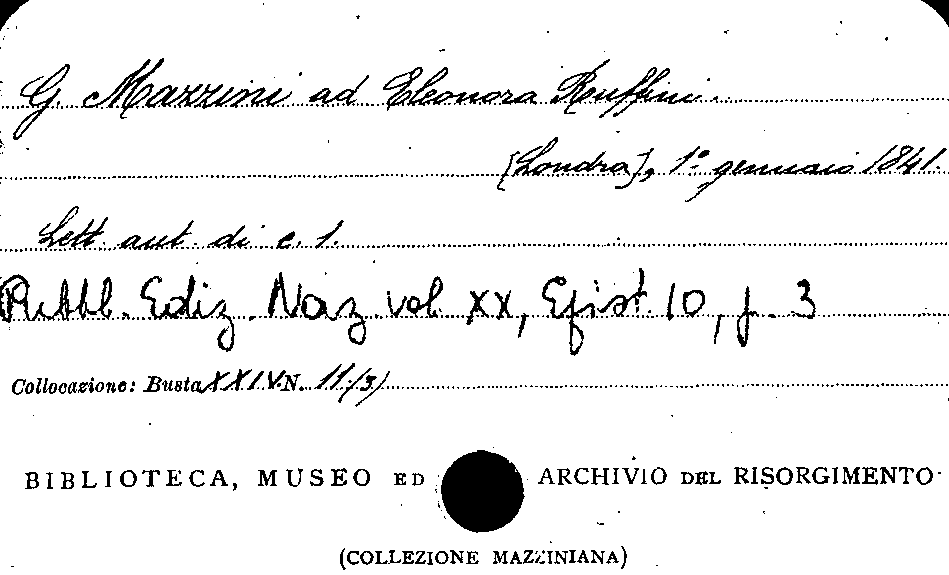 G. Mazzini ad Eleonora Ruffini.
[Londra], 1º gennaio 1841.
Lett. aut. di c. 1.
Pubbl. Ediz. Naz. vol. XX, Epist. 10, p. 3
Collocazione: Busta XXIV N. 11/3)
BIBLIOTECA, MUSEO ED ARCHIVIO DEL RISORGIMENTO
(COLLEZIONE MAZZINIANA)